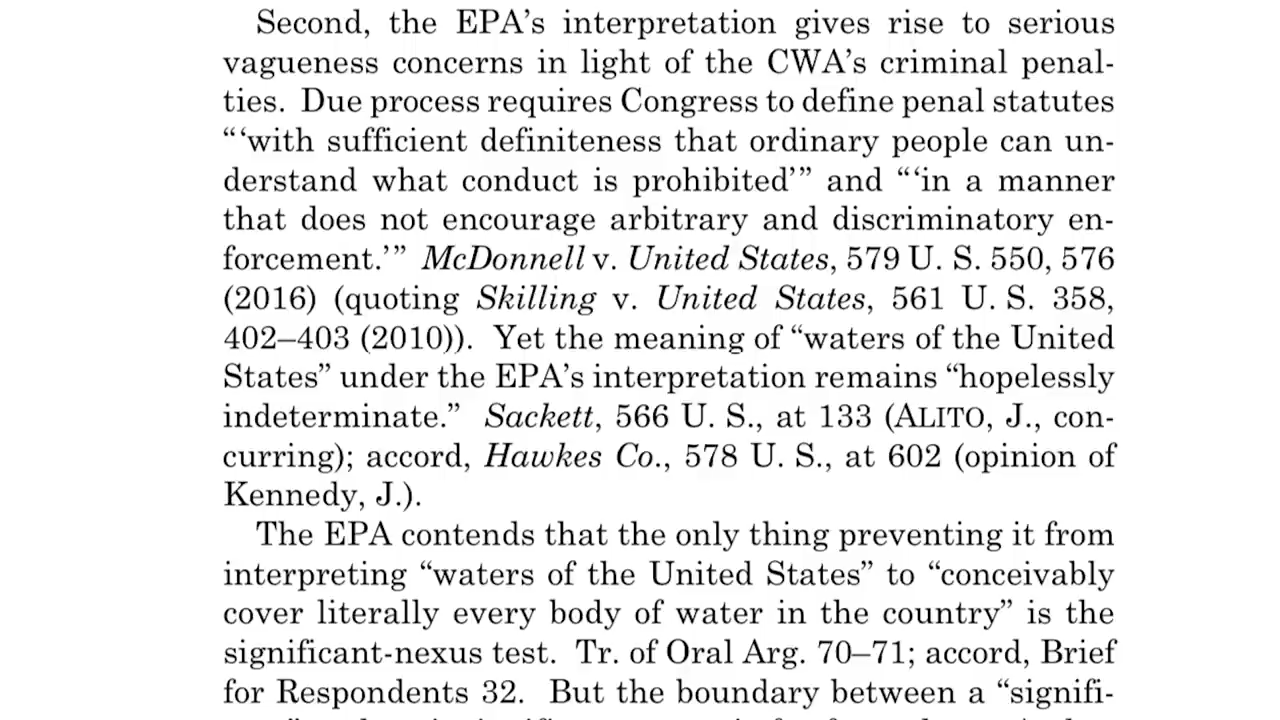 Second, the EPA’s interpretation gives rise to serious
vagueness concerns in light of the CWA’s criminal penal-
ties. Due process requires Congress to define penal statutes
“‘with sufficient definiteness that ordinary people can un-
derstand what conduct is prohibited’” and “‘in a manner
that does not encourage arbitrary and discriminatory en-
forcement.’” McDonnell v. United States, 579 U. S. 550, 576
(2016) (quoting Skilling v. United States, 561 U. S. 358,
402–403 (2010)). Yet the meaning of “waters of the United
States” under the EPA’s interpretation remains “hopelessly
indeterminate.” Sackett, 566 U. S., at 133 (ALITO, J., con-
curring); accord, Hawkes Co., 578 U. S., at 602 (opinion of
Kennedy, J.).
The EPA contends that the only thing preventing it from
interpreting “waters of the United States” to “conceivably
cover literally every body of water in the country” is the
significant-nexus test. Tr. of Oral Arg. 70–71; accord, Brief
for Respondents 32. But the boundary between a “signifi-